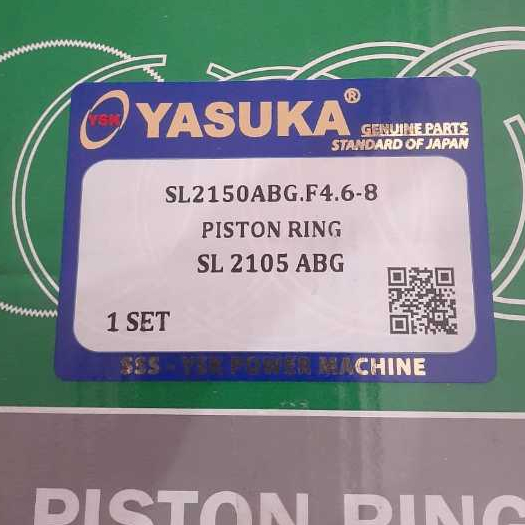 YSK YASUKA®
GENUINE PARTS
STANDARD OF JAPAN
SL2150ABG.F4.6-8
PISTON RING
SL 2105 ABG
1 SET
SSS - YSK POWER MACHINE
PISTON RING